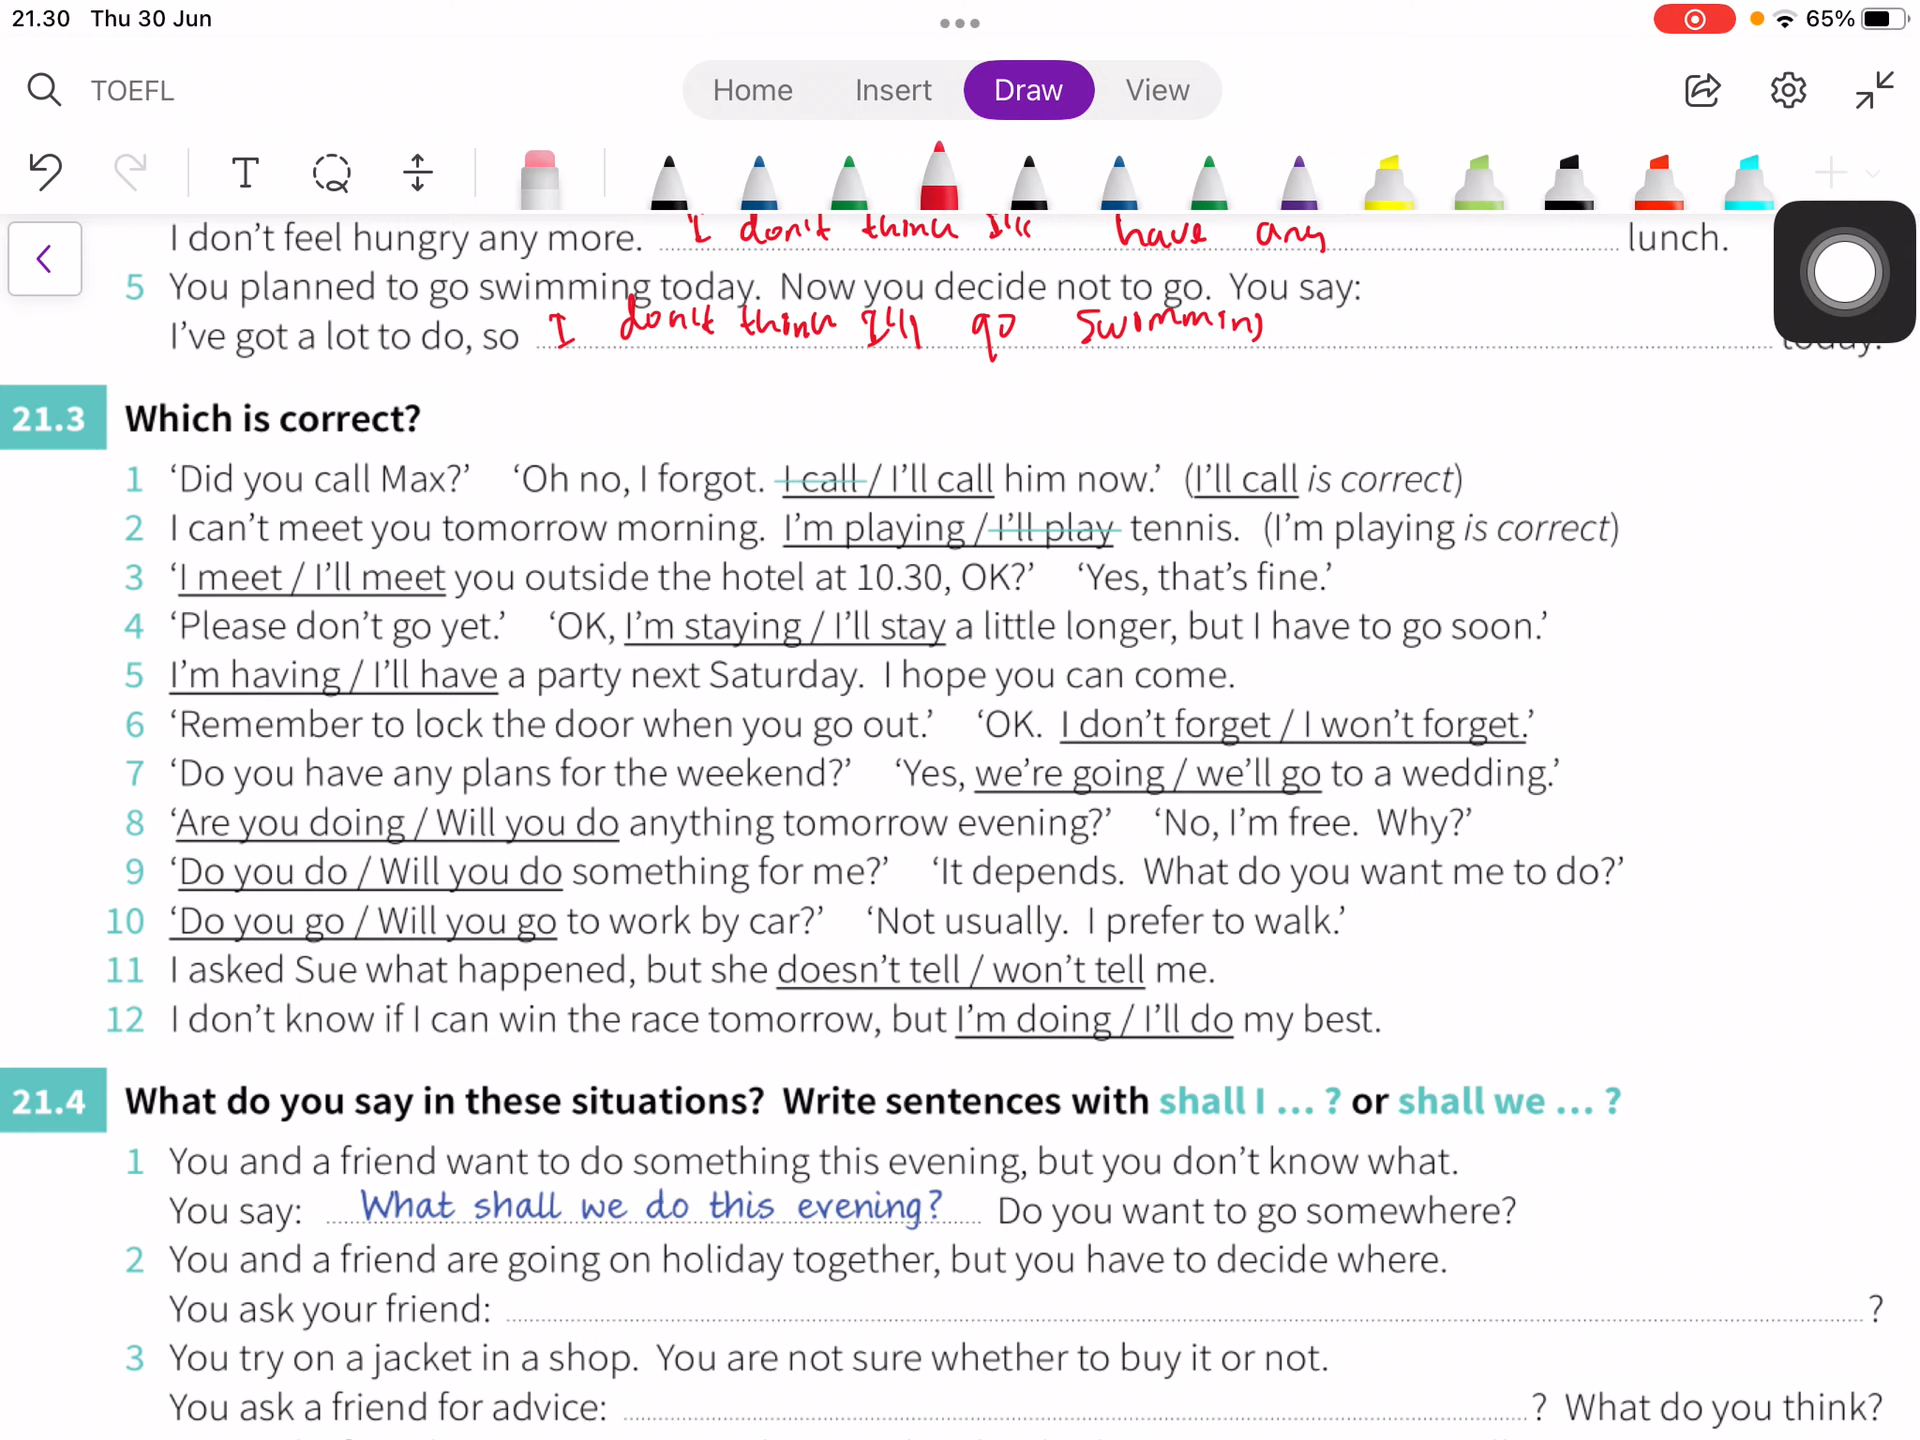 21.30 Thu 30 Jun
65%
TOEFL
Home Insert Draw View
T
I don't think I'll have any
I don't feel hungry any more. lunch.
5 You planned to go swimming today. Now you decide not to go. You say:
I don't think I'll go swimming
I've got a lot to do, so today.
21.3 Which is correct?
1 ‘Did you call Max?’ ‘Oh no, I forgot. I call / I'll call him now.’ (I'll call is correct)
2 I can't meet you tomorrow morning. I'm playing / I'll play tennis. (I'm playing is correct)
3 ‘I meet / I'll meet you outside the hotel at 10.30, OK?’ ‘Yes, that's fine.’
4 ‘Please don't go yet.’ ‘OK, I'm staying / I'll stay a little longer, but I have to go soon.’
5 I'm having / I'll have a party next Saturday. I hope you can come.
6 ‘Remember to lock the door when you go out.’ ‘OK. I don't forget / I won't forget.’
7 ‘Do you have any plans for the weekend?’ ‘Yes, we're going / we'll go to a wedding.’
8 ‘Are you doing / Will you do anything tomorrow evening?’ ‘No, I'm free. Why?’
9 ‘Do you do / Will you do something for me?’ ‘It depends. What do you want me to do?’
10 ‘Do you go / Will you go to work by car?’ ‘Not usually. I prefer to walk.’
11 I asked Sue what happened, but she doesn't tell / won't tell me.
12 I don't know if I can win the race tomorrow, but I'm doing / I'll do my best.
21.4 What do you say in these situations? Write sentences with shall I ... ? or shall we ... ?
1 You and a friend want to do something this evening, but you don't know what.
You say: What shall we do this evening? Do you want to go somewhere?
2 You and a friend are going on holiday together, but you have to decide where.
You ask your friend: ?
3 You try on a jacket in a shop. You are not sure whether to buy it or not.
You ask a friend for advice: ? What do you think?